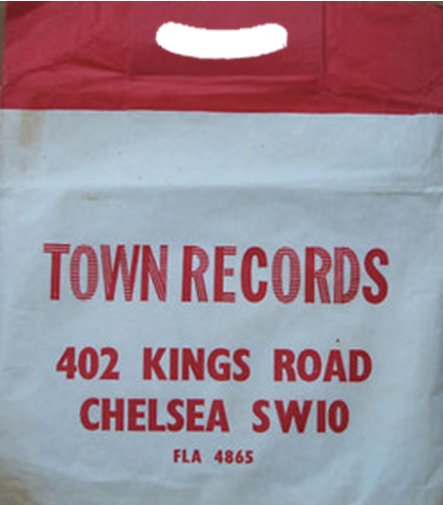 TOWN RECORDS
402 KINGS ROAD
CHELSEA SW10
FLA 4865